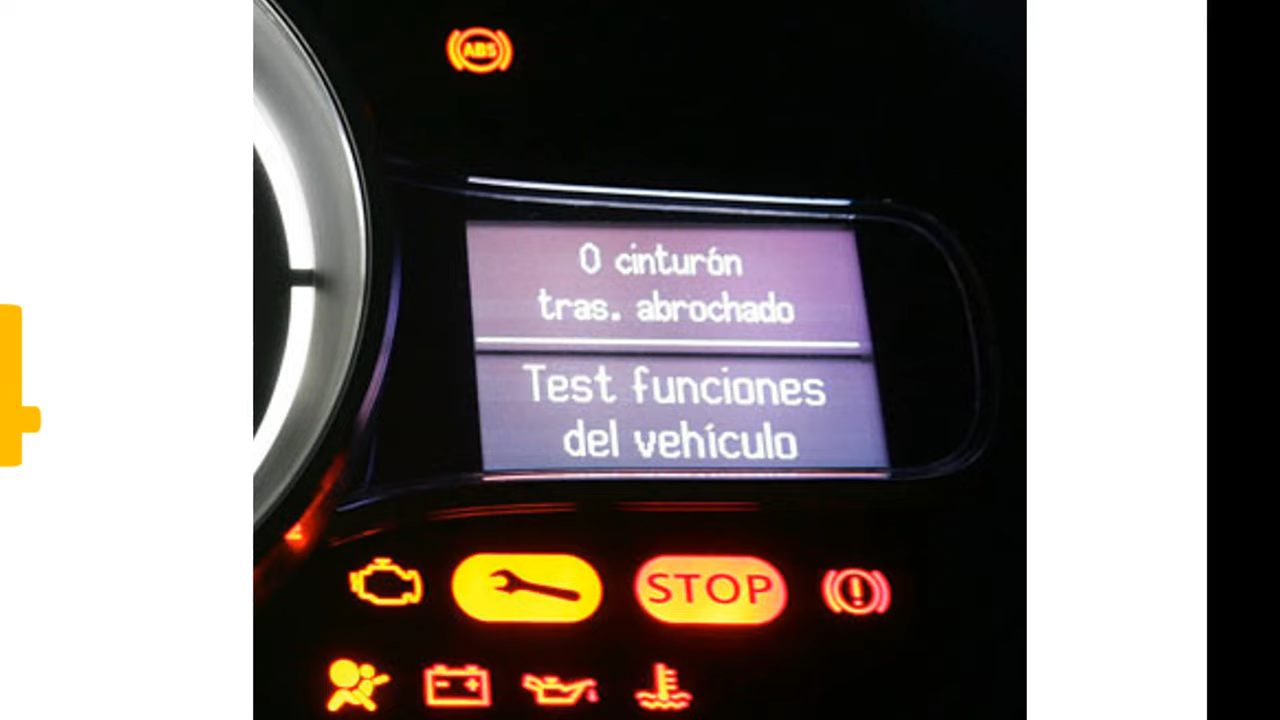 ABS
0 cinturón
tras. abrochado
Test funciones
del vehículo
STOP